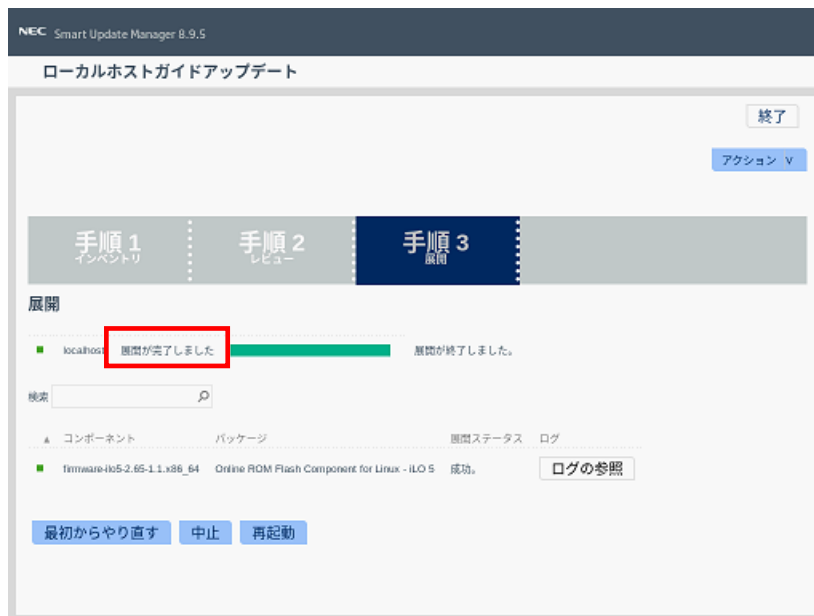 NEC Smart Update Manager 8.9.5
ローカルホストガイドアップデート
終了
アクション ∨
手順 1 手順 2 手順 3
インベントリ レビュー 展開
展開
localhost 展開が完了しました 展開が終了しました。
検索
▲ コンポーネント パッケージ 展開ステータス ログ
firmware-ilo5-2.65-1.1.x86_64 Online ROM Flash Component for Linux - iLO 5 成功。 ログの参照
最初からやり直す 中止 再起動